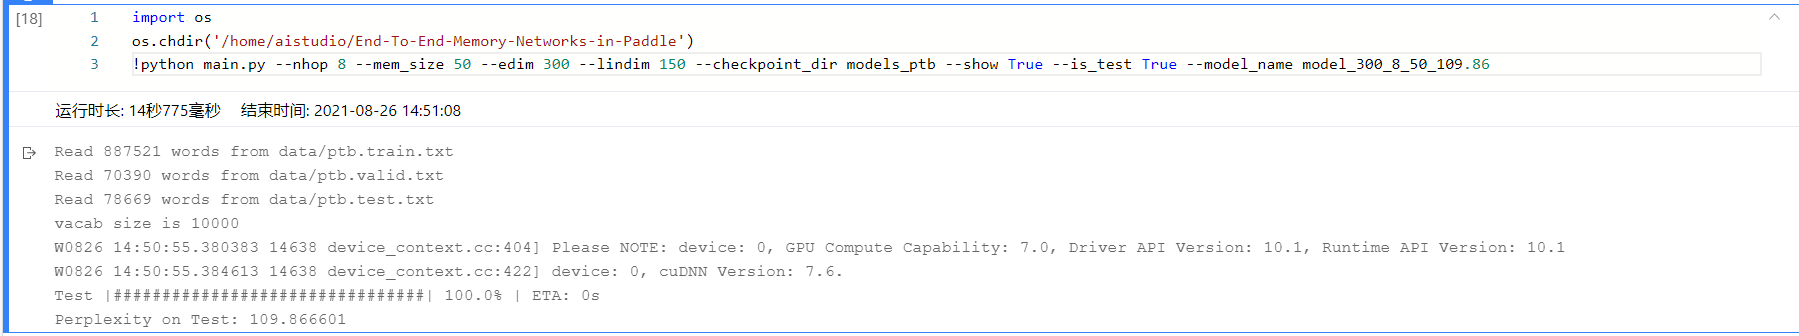 [18]
1 import os
2 os.chdir('/home/aistudio/End-To-End-Memory-Networks-in-Paddle')
3 !python main.py --nhop 8 --mem_size 50 --edim 300 --lindim 150 --checkpoint_dir models_ptb --show True --is_test True --model_name model_300_8_50_109.86
运行时长: 14秒775毫秒 结束时间: 2021-08-26 14:51:08
Read 887521 words from data/ptb.train.txt
Read 70390 words from data/ptb.valid.txt
Read 78669 words from data/ptb.test.txt
vacab size is 10000
W0826 14:50:55.380383 14638 device_context.cc:404] Please NOTE: device: 0, GPU Compute Capability: 7.0, Driver API Version: 10.1, Runtime API Version: 10.1
W0826 14:50:55.384613 14638 device_context.cc:422] device: 0, cuDNN Version: 7.6.
Test |################################| 100.0% | ETA: 0s
Perplexity on Test: 109.866601